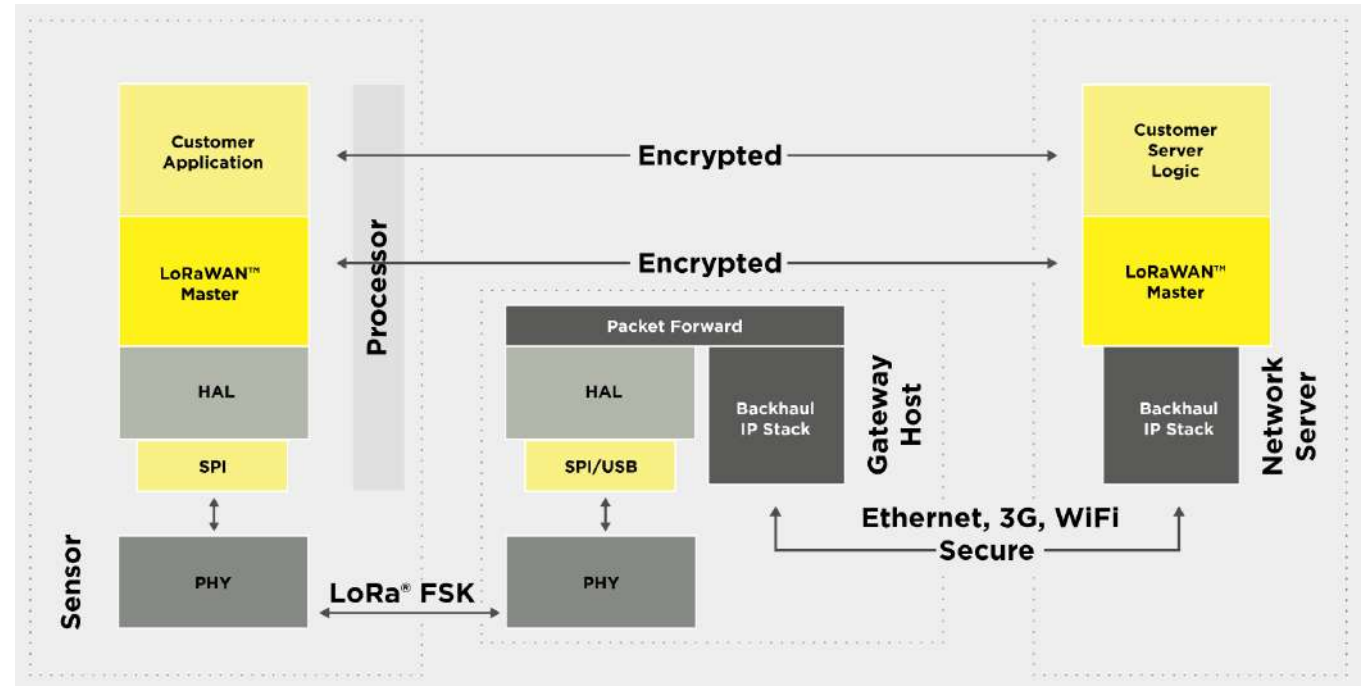 Customer
Application
LoRaWAN™
Master
HAL
SPI
PHY
Sensor
Processor
Encrypted
Encrypted
LoRa® FSK
Packet Forward
HAL
SPI/USB
PHY
Backhaul
IP Stack
Gateway
Host
Ethernet, 3G, WiFi
Secure
Customer
Server
Logic
LoRaWAN™
Master
Backhaul
IP Stack
Network
Server